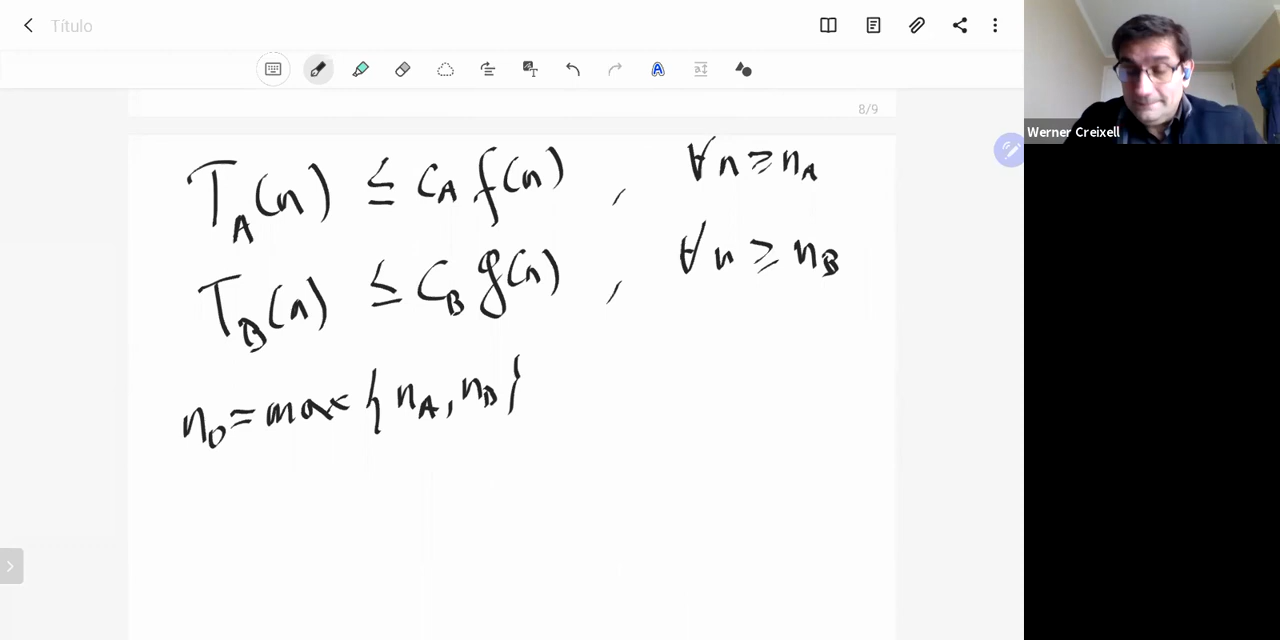 Título
8/9
T_A(n) ≤ C_A f(n) , ∀n ≥ n_A
T_B(n) ≤ C_B g(n) , ∀n ≥ n_B
n_0 = max { n_A, n_B }
Werner Creixell